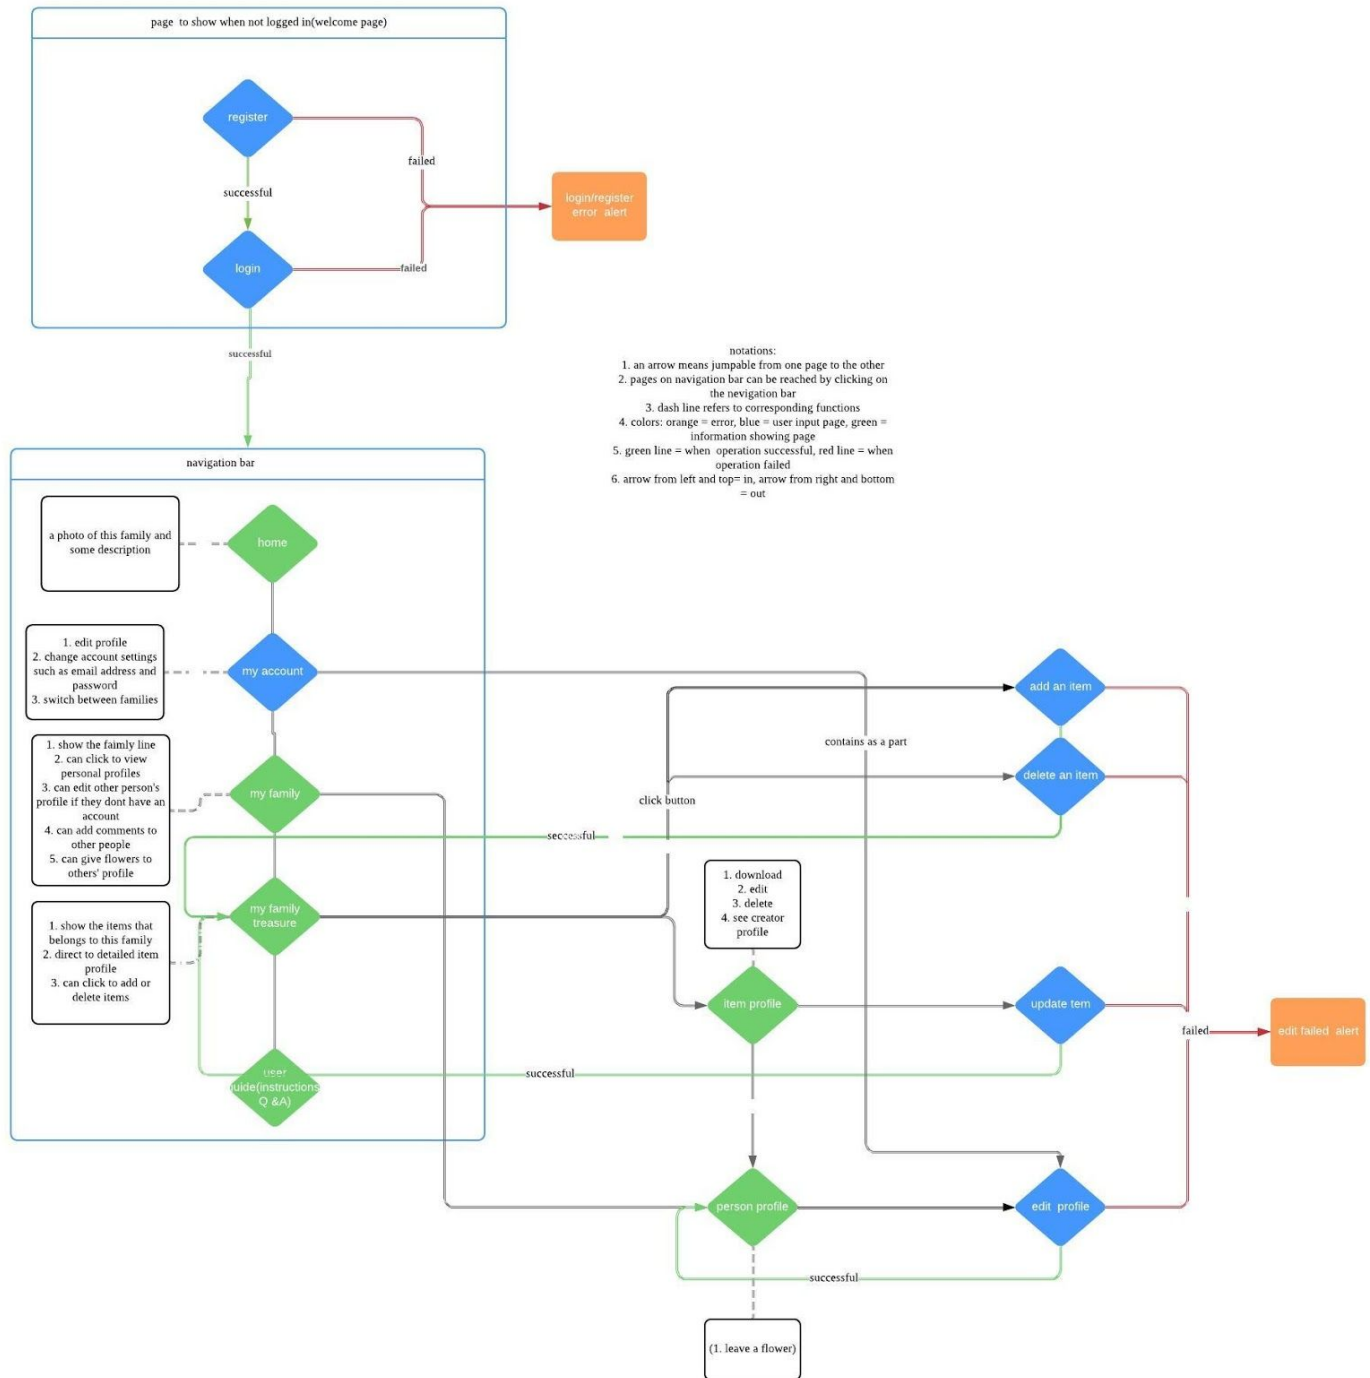 page to show when not logged in(welcome page)
register
failed
successful
login/register
error alert
login
failed
successful
notations:
1. an arrow means jumpable from one page to the other
2. pages on navigation bar can be reached by clicking on
the nevigation bar
3. dash line refers to corresponding functions
4. colors: orange = error, blue = user input page, green =
information showing page
5. green line = when operation successful, red line = when
operation failed
6. arrow from left and top= in, arrow from right and bottom
= out
navigation bar
a photo of this family and
some description
home
1. edit profile
2. change account settings
such as email address and
password
3. switch between families
my account
add an item
contains as a part
1. show the faimly line
2. can click to view
personal profiles
3. can edit other person's
profile if they dont have an
account
4. can add comments to
other people
5. can give flowers to
others' profile
my family
delete an item
click button
seccessful
1. download
2. edit
3. delete
4. see creator
profile
1. show the items that
belongs to this family
2. direct to detailed item
profile
3. can click to add or
delete items
my family
treasure
item profile
update tem
failed
edit failed alert
successful
user
uide(instructions
Q &A)
person profile
edit profile
successful
(1. leave a flower)